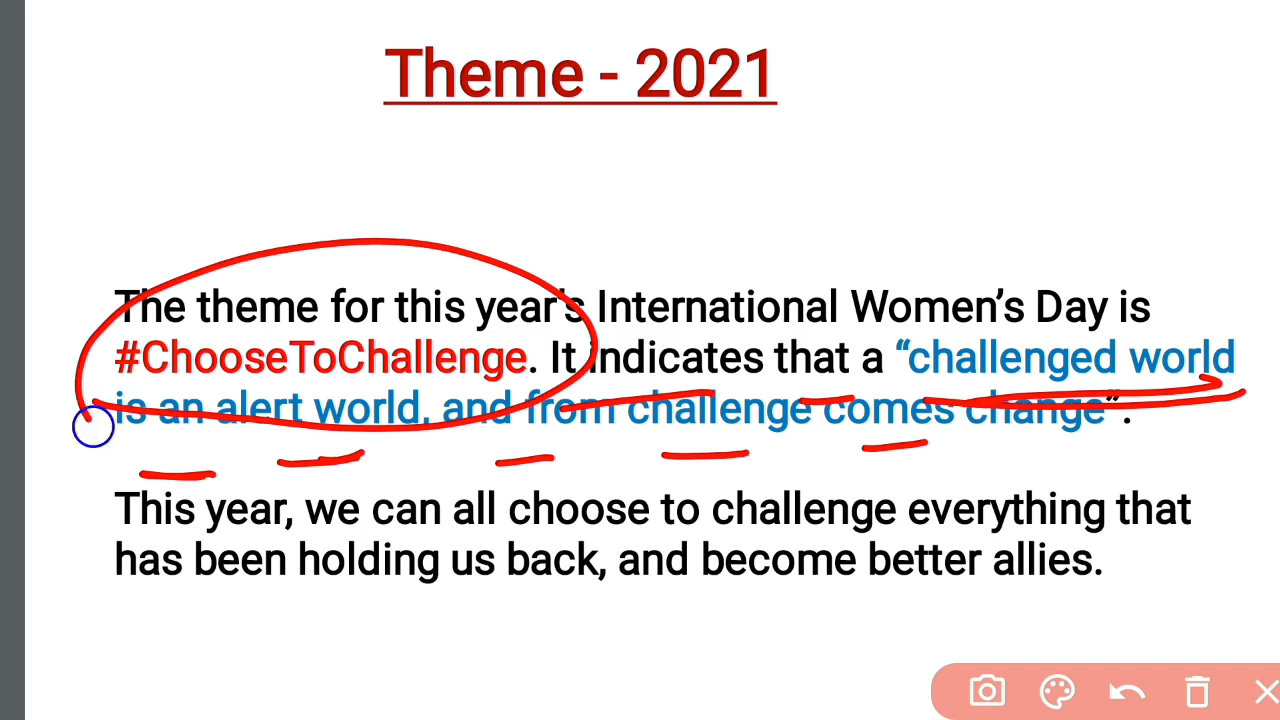 Theme - 2021
The theme for this year's International Women’s Day is
#ChooseToChallenge. It indicates that a “challenged world
is an alert world, and from challenge comes change”.
This year, we can all choose to challenge everything that
has been holding us back, and become better allies.